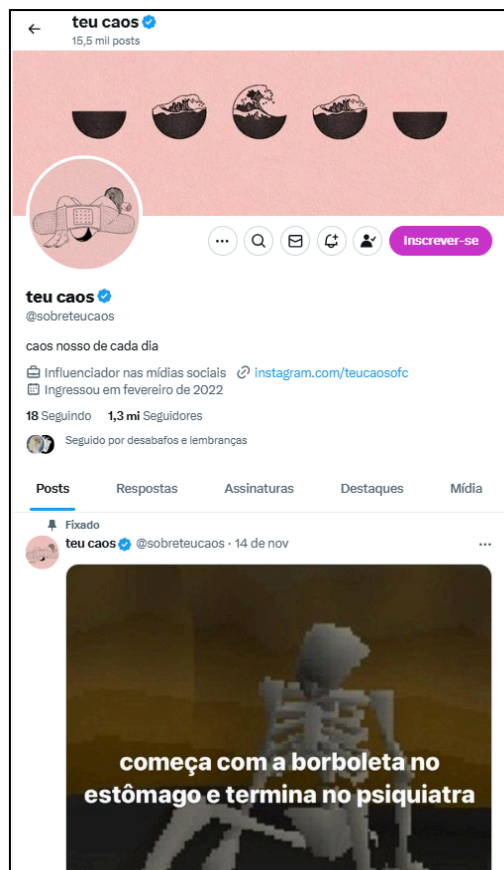 teu caos
15,5 mil posts
Inscrever-se
teu caos
@sobreteucaos
caos nosso de cada dia
Influenciador nas mídias sociais instagram.com/teucaosofc
Ingressou em fevereiro de 2022
18 Seguindo 1,3 mi Seguidores
Seguido por desabafos e lembranças
Posts Respostas Assinaturas Destaques Mídia
Fixado
teu caos @sobreteucaos · 14 de nov
começa com a borboleta no
estômago e termina no psiquiatra